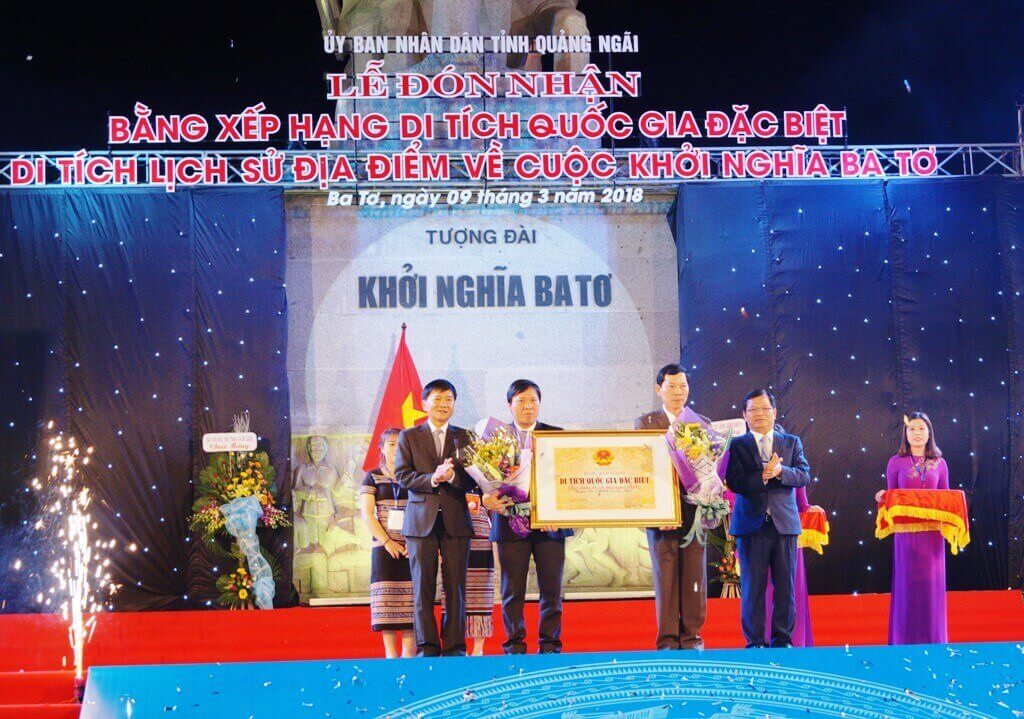 ỦY BAN NHÂN DÂN TỈNH QUẢNG NGÃI
LỄ ĐÓN NHẬN
BẰNG XẾP HẠNG DI TÍCH QUỐC GIA ĐẶC BIỆT
DI TÍCH LỊCH SỬ ĐỊA ĐIỂM VỀ CUỘC KHỞI NGHĨA BA TƠ
Ba Tơ, ngày 09 tháng 3 năm 2018
TƯỢNG ĐÀI
KHỞI NGHĨA BA TƠ
Chúc Mừng
DI TÍCH QUỐC GIA ĐẶC BIỆT